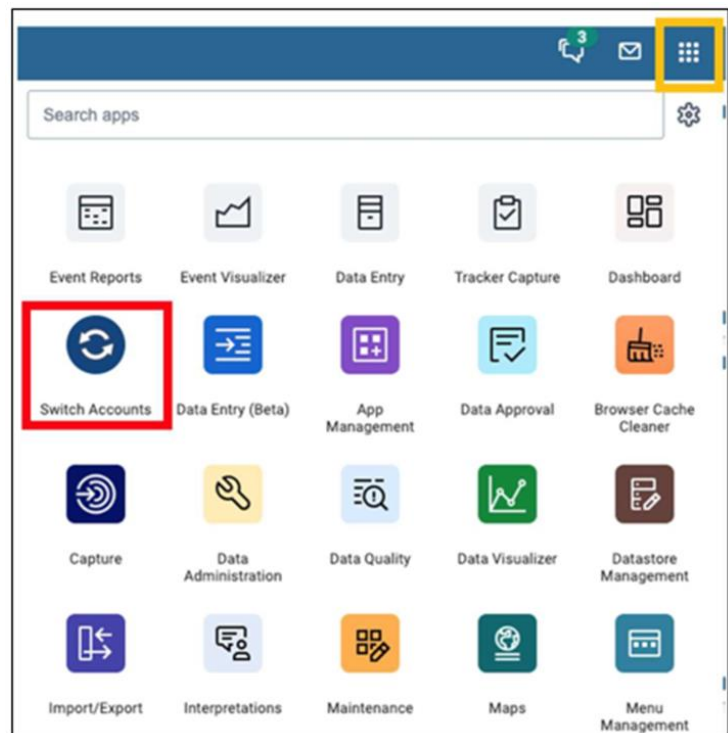 3
Search apps
Event Reports
Event Visualizer
Data Entry
Tracker Capture
Dashboard
Switch Accounts
Data Entry (Beta)
App
Management
Data Approval
Browser Cache
Cleaner
Capture
Data
Administration
Data Quality
Data Visualizer
Datastore
Management
Import/Export
Interpretations
Maintenance
Maps
Menu
Management